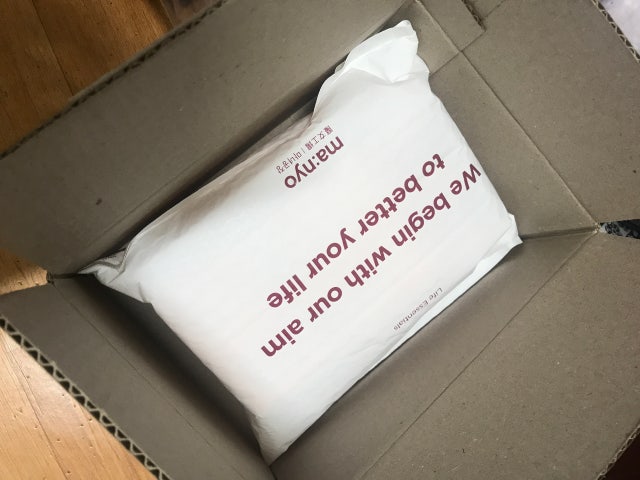 Life Essentials
We begin with our aim
to better your life
ma:nyo
魔女工場 | 마녀공장